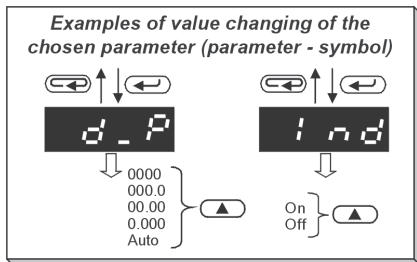 Examples of value changing of the
chosen parameter (parameter - symbol)
d_P
0000
000.0
00.00
0.000
Auto
Ind
On
Off